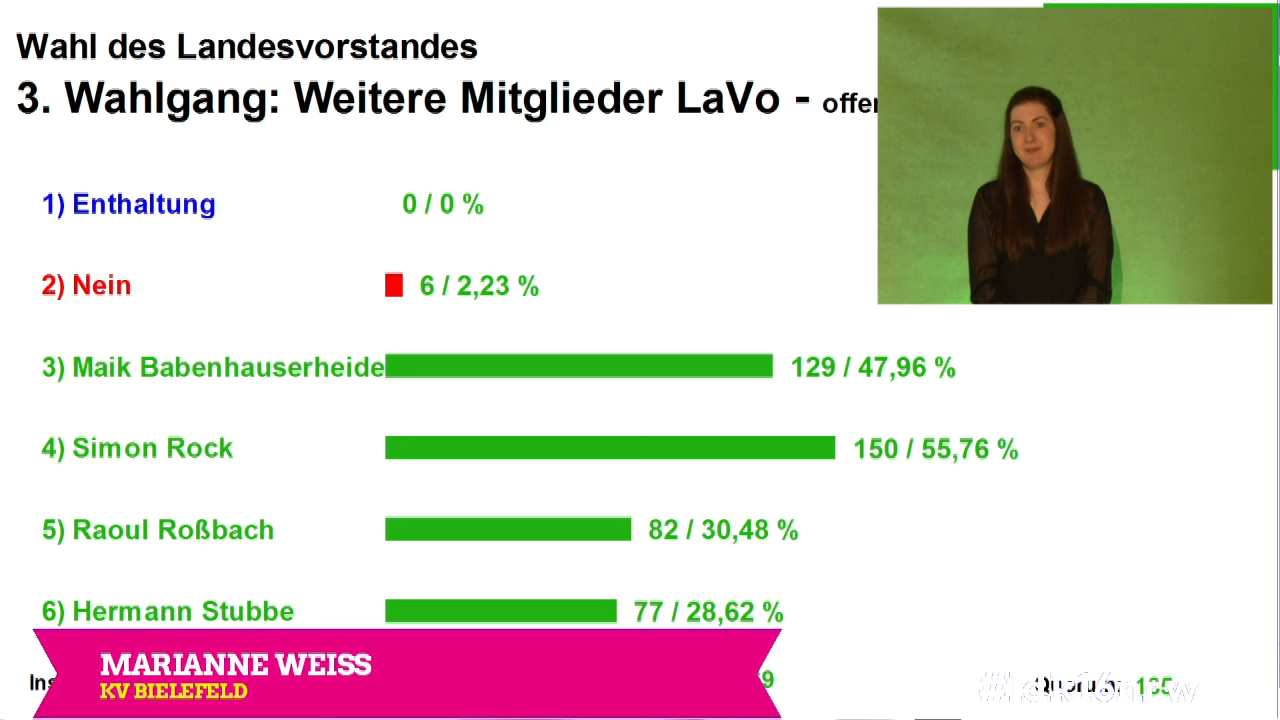 Wahl des Landesvorstandes
3. Wahlgang: Weitere Mitglieder LaVo -
1) Enthaltung 0 / 0 %
2) Nein 6 / 2,23 %
3) Maik Babenhauserheide 129 / 47,96 %
4) Simon Rock 150 / 55,76 %
5) Raoul Roßbach 82 / 30,48 %
6) Hermann Stubbe 77 / 28,62 %
MARIANNE WEISS
KV BIELEFELD